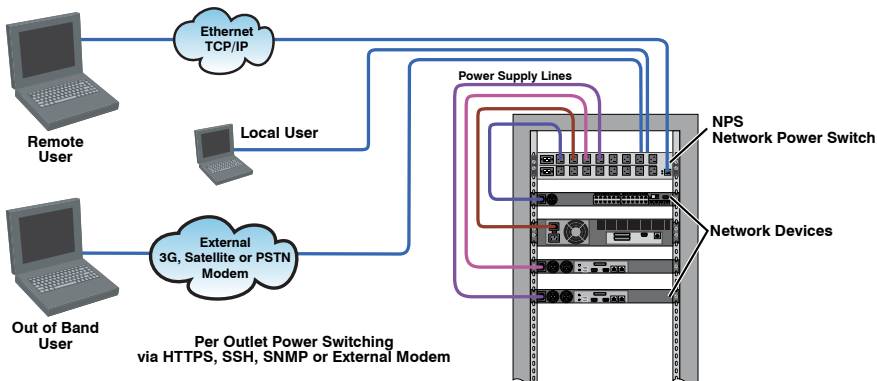 Ethernet
TCP/IP
Power Supply Lines
NPS
Network Power Switch
Local User
Remote
User
External
3G, Satellite or PSTN
Modem
Network Devices
Out of Band
User
Per Outlet Power Switching
via HTTPS, SSH, SNMP or External Modem